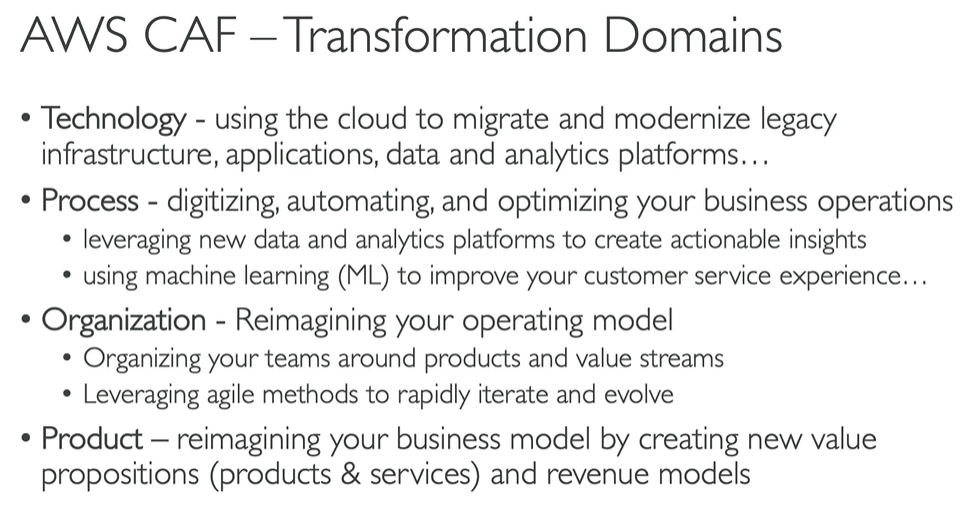 AWS CAF – Transformation Domains
• Technology - using the cloud to migrate and modernize legacy
infrastructure, applications, data and analytics platforms…
• Process - digitizing, automating, and optimizing your business operations
• leveraging new data and analytics platforms to create actionable insights
• using machine learning (ML) to improve your customer service experience…
• Organization - Reimagining your operating model
• Organizing your teams around products and value streams
• Leveraging agile methods to rapidly iterate and evolve
• Product – reimagining your business model by creating new value
propositions (products & services) and revenue models